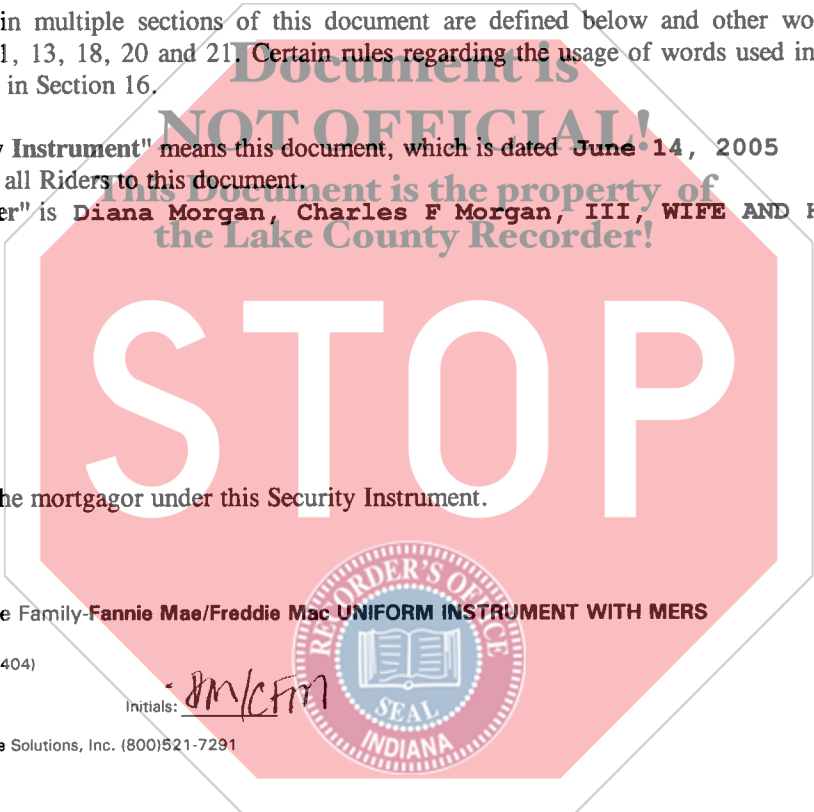 in multiple sections of this document are defined below and other wo
1, 13, 18, 20 and 21. Certain rules regarding the usage of words used in
in Section 16.
Document is
NOT OFFICIAL!
This Document is the property of
the Lake County Recorder!
y Instrument" means this document, which is dated June 14, 2005
all Riders to this document.
er" is Diana Morgan, Charles F Morgan, III, WIFE AND H
STOP
he mortgagor under this Security Instrument.
e Family-Fannie Mae/Freddie Mac UNIFORM INSTRUMENT WITH MERS
404)
Initials: DM/CFM
e Solutions, Inc. (800)521-7291
RECORDER'S OFFICE
SEAL
INDIANA